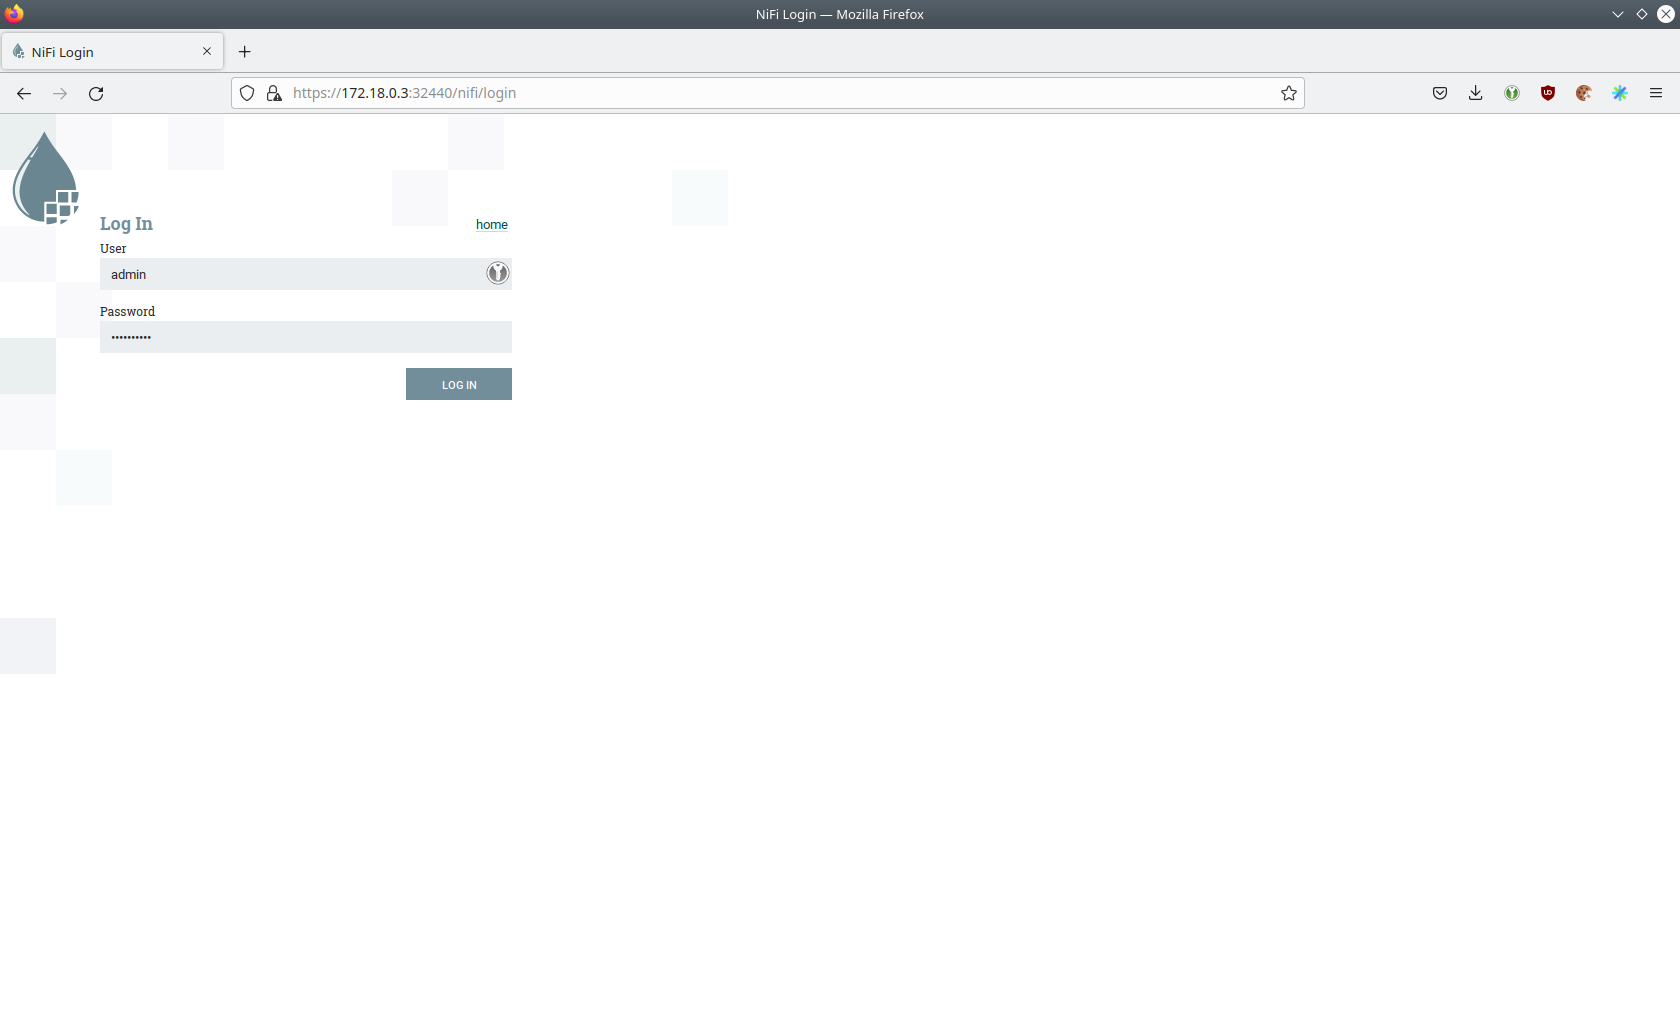 NiFi Login — Mozilla Firefox
NiFi Login
https://172.18.0.3:32440/nifi/login
Log In
home
User
admin
Password
••••••••••
LOG IN